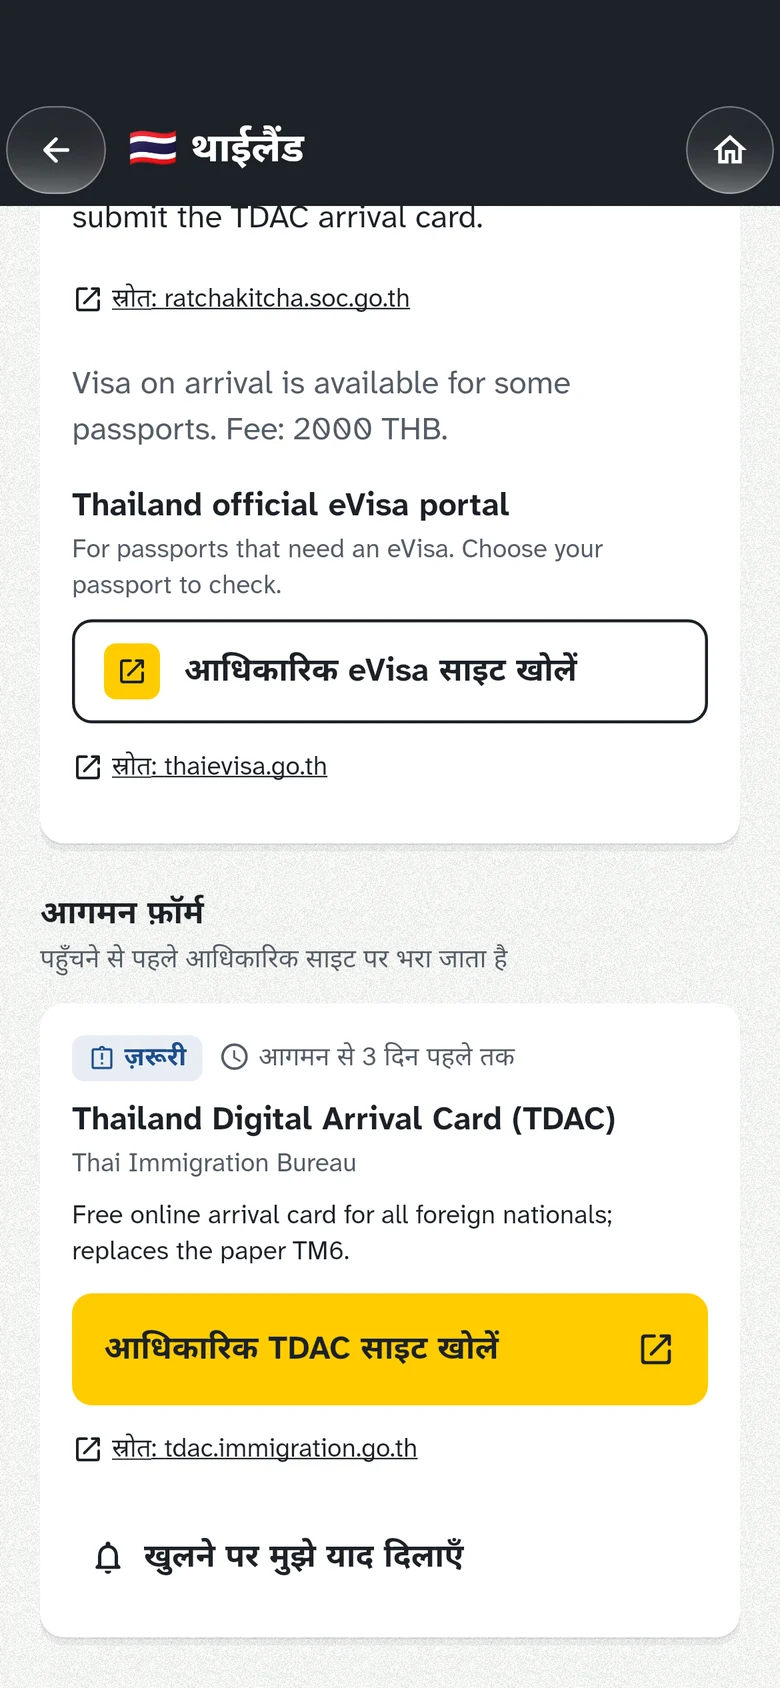 थाईलैंड
submit the TDAC arrival card.
स्रोत: ratchakitcha.soc.go.th
Visa on arrival is available for some
passports. Fee: 2000 THB.
Thailand official eVisa portal
For passports that need an eVisa. Choose your
passport to check.
आधिकारिक eVisa साइट खोलें
स्रोत: thaievisa.go.th
आगमन फ़ॉर्म
पहुँचने से पहले आधिकारिक साइट पर भरा जाता है
ज़रूरी
आगमन से 3 दिन पहले तक
Thailand Digital Arrival Card (TDAC)
Thai Immigration Bureau
Free online arrival card for all foreign nationals;
replaces the paper TM6.
आधिकारिक TDAC साइट खोलें
स्रोत: tdac.immigration.go.th
खुलने पर मुझे याद दिलाएँ